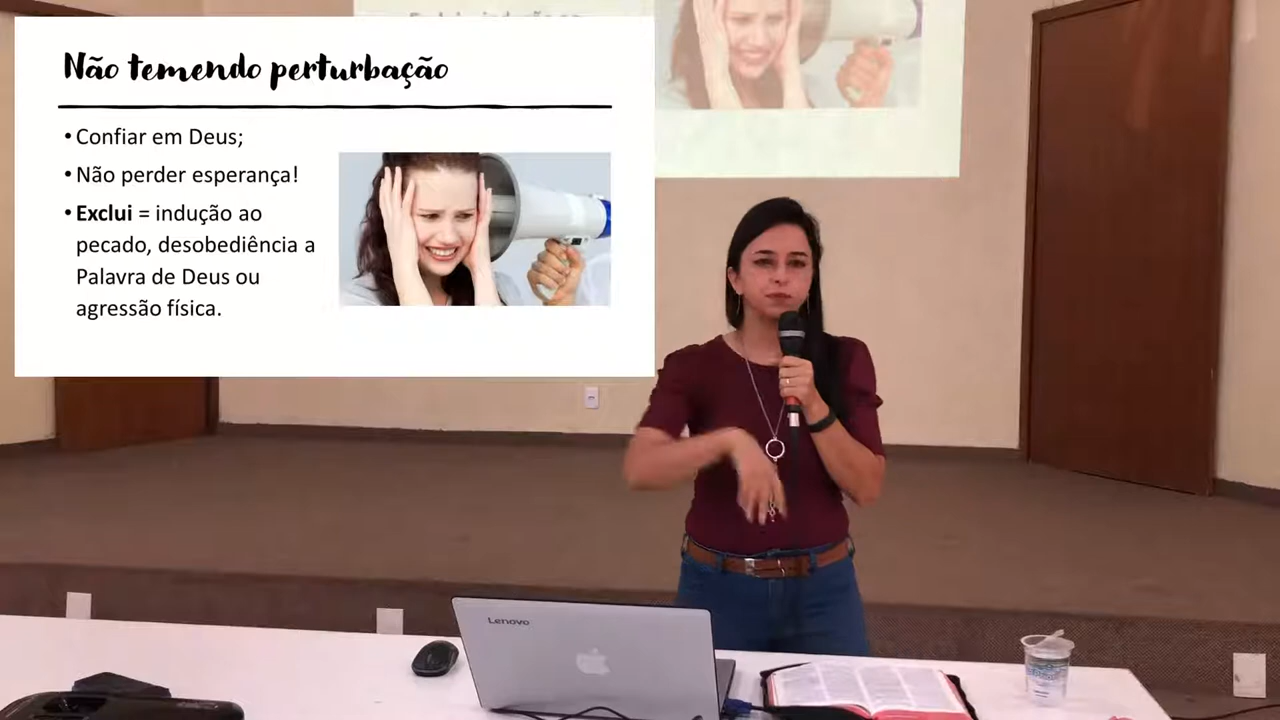 Não temendo perturbação
• Confiar em Deus;
• Não perder esperança!
• Exclui = indução ao
pecado, desobediência a
Palavra de Deus ou
agressão física.
Lenovo